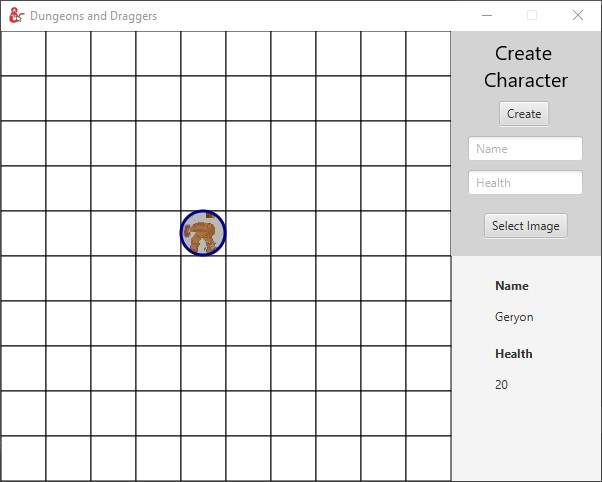 Dungeons and Draggers
Create
Character
Create
Name
Health
Select Image
Name
Geryon
Health
20